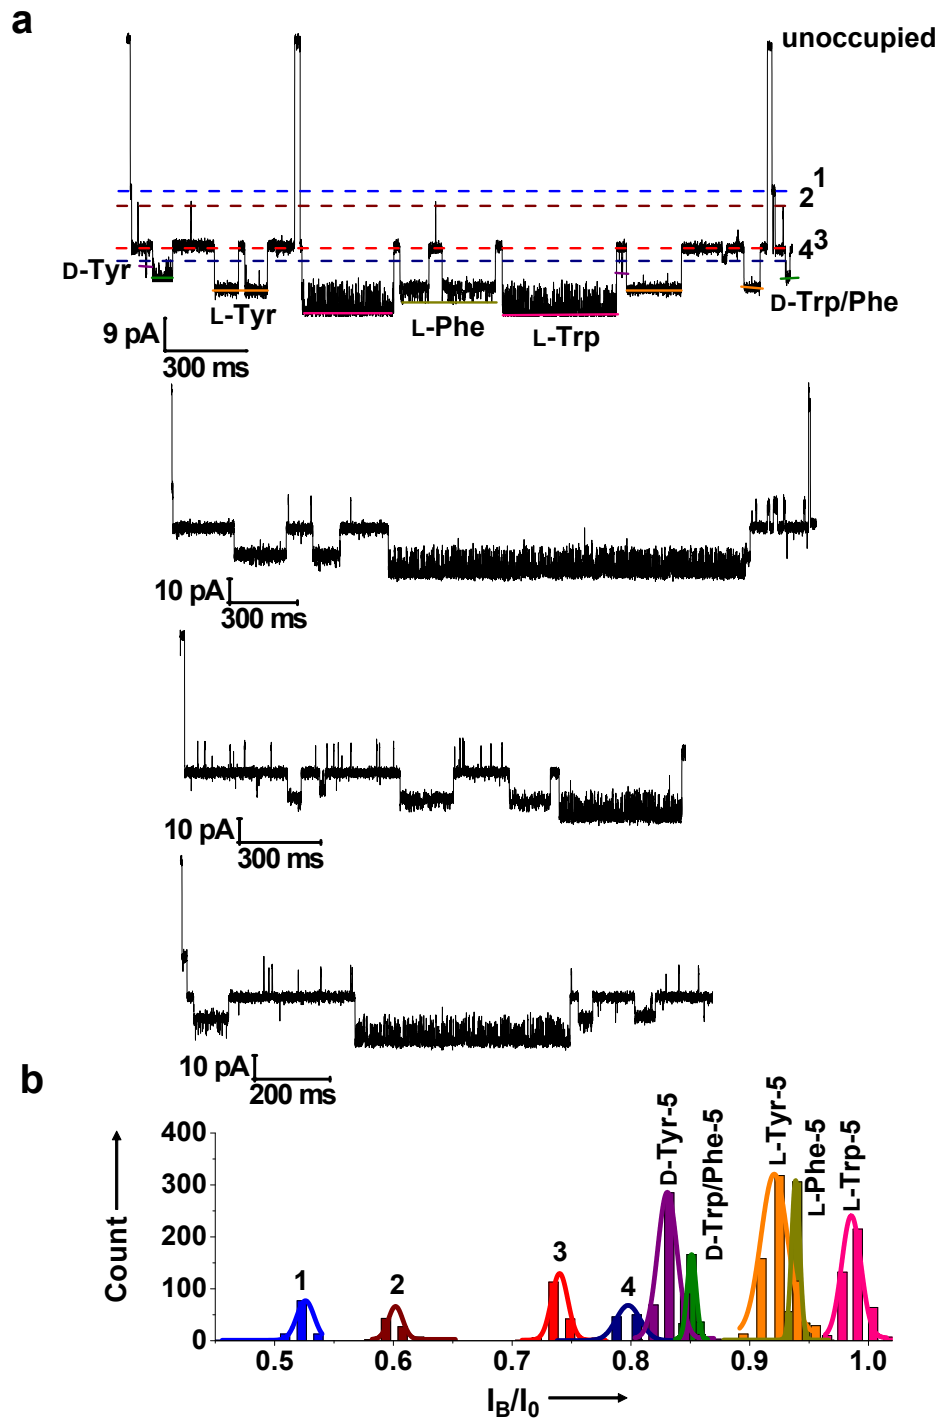 a
unoccupied
1
2
3
4
D-Tyr
L-Tyr
L-Phe
L-Trp
D-Trp/Phe
9 pA
300 ms
10 pA
300 ms
10 pA
300 ms
10 pA
200 ms
b
Count
400
300
200
100
0
1
2
3
4
D-Tyr-5
D-Trp/Phe-5
L-Tyr-5
L-Phe-5
L-Trp-5
0.5 0.6 0.7 0.8 0.9 1.0
I_B/I_0